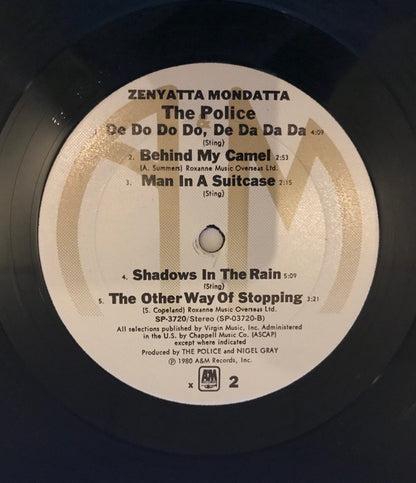 ZENYATTA MONDATTA
The Police
1. De Do Do Do, De Da Da Da 4:09
(Sting)
2. Behind My Camel 2:53
(A. Summers) Roxanne Music Overseas Ltd.
3. Man In A Suitcase 2:15
(Sting)
4. Shadows In The Rain 5:09
(Sting)
5. The Other Way Of Stopping 3:21
(S. Copeland) Roxanne Music Overseas Ltd.
SP-3720/Stereo (SP-03720-B)
All selections published by Virgin Music, Inc. Administered
in the U.S. by Chappell Music Co. (ASCAP)
except where indicated
Produced by THE POLICE and NIGEL GRAY
℗ 1980 A&M Records, Inc.
x A&M 2
A&M